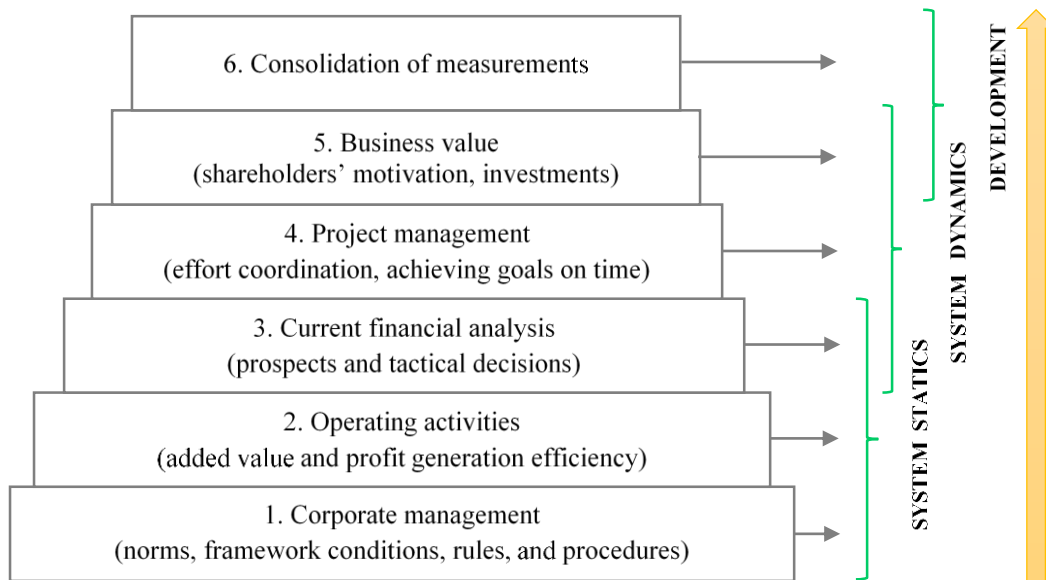 6. Consolidation of measurements
5. Business value
(shareholders’ motivation, investments)
4. Project management
(effort coordination, achieving goals on time)
3. Current financial analysis
(prospects and tactical decisions)
2. Operating activities
(added value and profit generation efficiency)
1. Corporate management
(norms, framework conditions, rules, and procedures)
SYSTEM STATICS
SYSTEM DYNAMICS
DEVELOPMENT